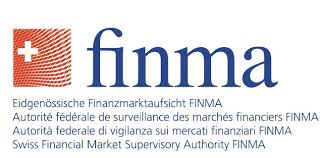 finma
Eidgenössische Finanzmarktaufsicht FINMA
Autorité fédérale de surveillance des marchés financiers FINMA
Autorità federale di vigilanza sui mercati finanziari FINMA
Swiss Financial Market Supervisory Authority FINMA